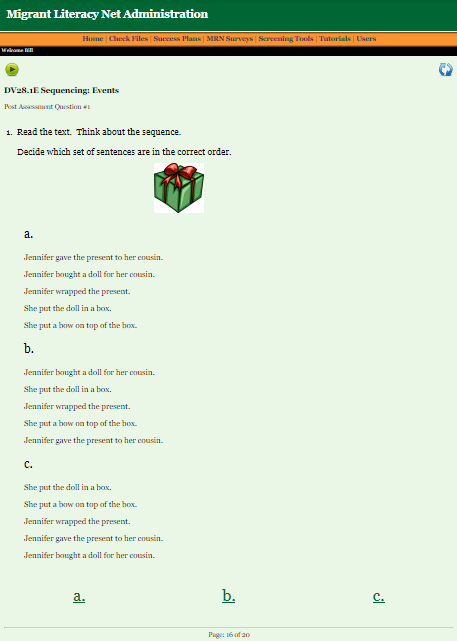 Migrant Literacy Net Administration
Home | Check Files | Success Plans | MRN Surveys | Screening Tools | Tutorials | Users
Welcome Bill
DV28.1E Sequencing: Events
Post Assessment Question #1
1. Read the text. Think about the sequence.
Decide which set of sentences are in the correct order.
a.
Jennifer gave the present to her cousin.
Jennifer bought a doll for her cousin.
Jennifer wrapped the present.
She put the doll in a box.
She put a bow on top of the box.
b.
Jennifer bought a doll for her cousin.
She put the doll in a box.
Jennifer wrapped the present.
She put a bow on top of the box.
Jennifer gave the present to her cousin.
c.
She put the doll in a box.
She put a bow on top of the box.
Jennifer wrapped the present.
Jennifer gave the present to her cousin.
Jennifer bought a doll for her cousin.
a. b. c.
Page: 16 of 20